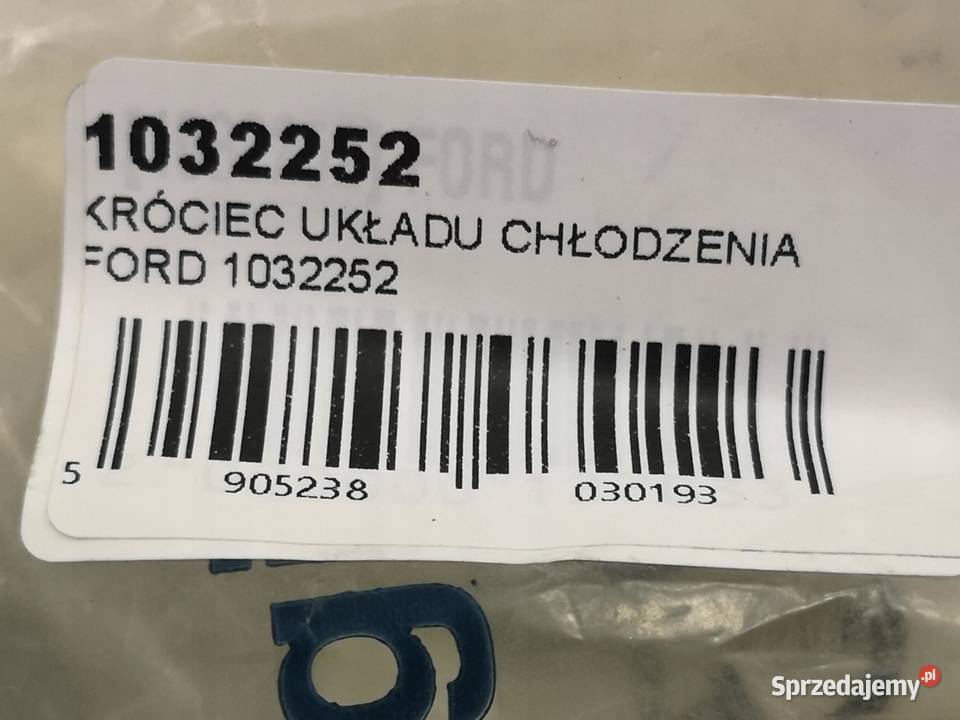 1032252
KRÓCIEC UKŁADU CHŁODZENIA
FORD 1032252
5 905238 030193
Sprzedajemy.pl